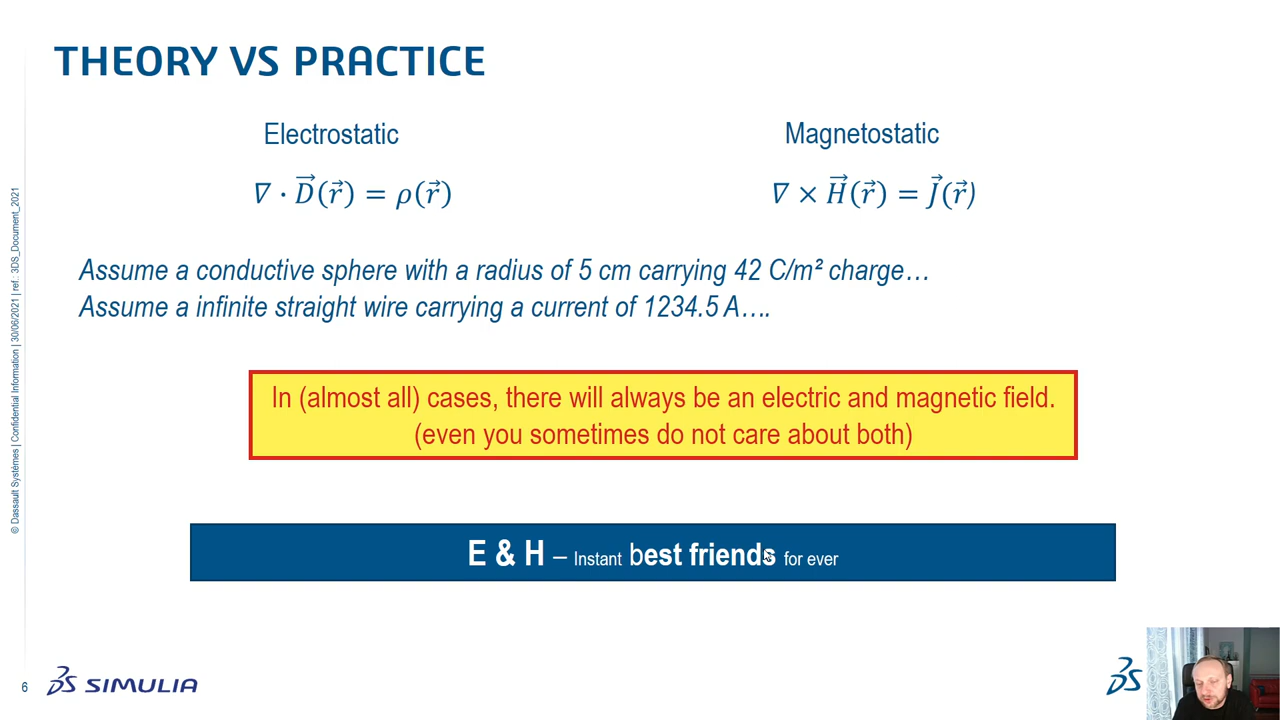 THEORY VS PRACTICE
Electrostatic
Magnetostatic
∇ · D⃗(r⃗) = ρ(r⃗)
∇ × H⃗(r⃗) = J⃗(r⃗)
Assume a conductive sphere with a radius of 5 cm carrying 42 C/m² charge…
Assume a infinite straight wire carrying a current of 1234.5 A….
In (almost all) cases, there will always be an electric and magnetic field.
(even you sometimes do not care about both)
E & H – Instant best friends for ever
© Dassault Systèmes | Confidential Information | 30/06/2021 | ref.: 3DS_Document_2021
6
SIMULIA